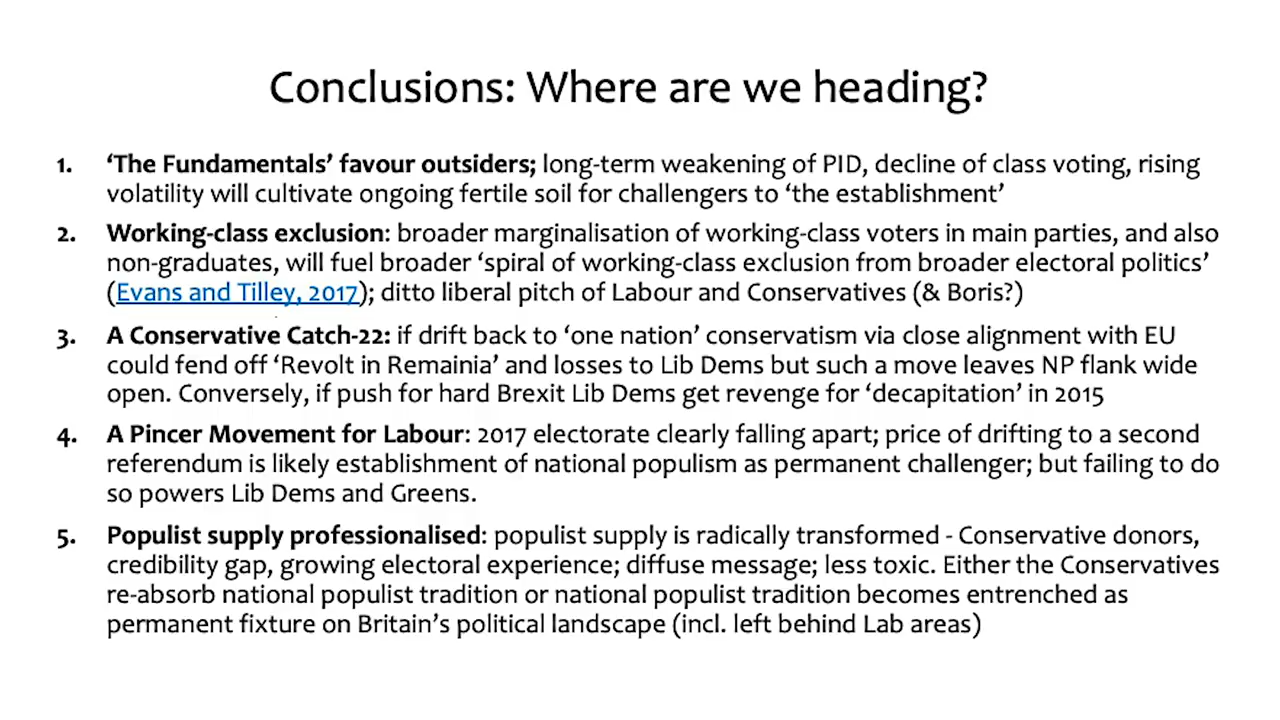 Conclusions: Where are we heading?
1. ‘The Fundamentals’ favour outsiders; long-term weakening of PID, decline of class voting, rising
volatility will cultivate ongoing fertile soil for challengers to ‘the establishment’
2. Working-class exclusion: broader marginalisation of working-class voters in main parties, and also
non-graduates, will fuel broader ‘spiral of working-class exclusion from broader electoral politics’
(Evans and Tilley, 2017); ditto liberal pitch of Labour and Conservatives (& Boris?)
3. A Conservative Catch-22: if drift back to ‘one nation’ conservatism via close alignment with EU
could fend off ‘Revolt in Remainia’ and losses to Lib Dems but such a move leaves NP flank wide
open. Conversely, if push for hard Brexit Lib Dems get revenge for ‘decapitation’ in 2015
4. A Pincer Movement for Labour: 2017 electorate clearly falling apart; price of drifting to a second
referendum is likely establishment of national populism as permanent challenger; but failing to do
so powers Lib Dems and Greens.
5. Populist supply professionalised: populist supply is radically transformed - Conservative donors,
credibility gap, growing electoral experience; diffuse message; less toxic. Either the Conservatives
re-absorb national populist tradition or national populist tradition becomes entrenched as
permanent fixture on Britain’s political landscape (incl. left behind Lab areas)